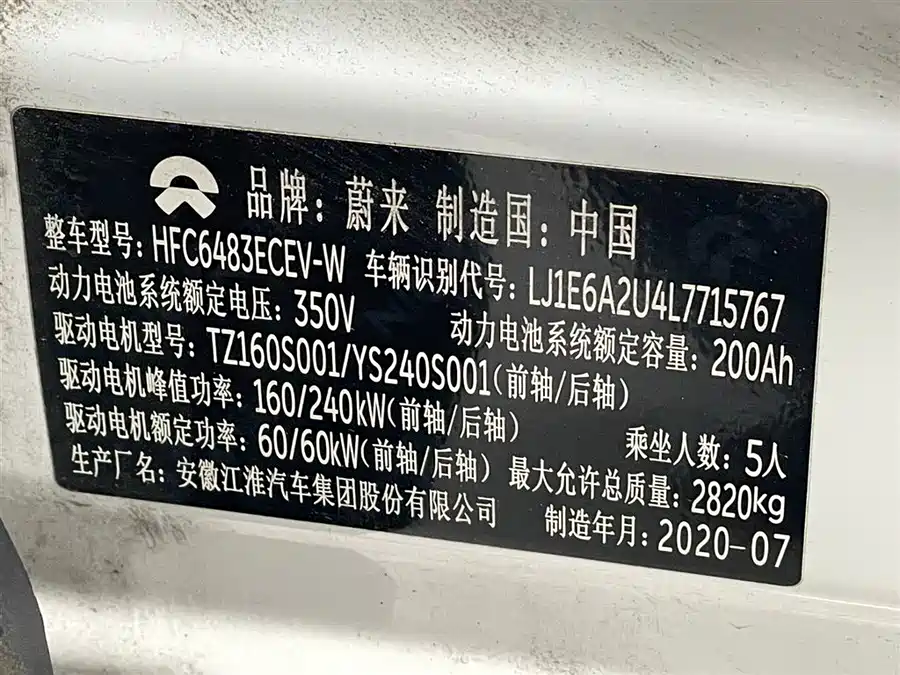 品牌：蔚来 制造国：中国
整车型号：HFC6483ECEV-W 车辆识别代号：LJ1E6A2U4L7715767
动力电池系统额定电压：350V 动力电池系统额定容量：200Ah
驱动电机型号：TZ160S001/YS240S001(前轴/后轴)
驱动电机峰值功率：160/240kW(前轴/后轴) 乘坐人数：5人
驱动电机额定功率：60/60kW(前轴/后轴) 最大允许总质量：2820kg
生产厂名：安徽江淮汽车集团股份有限公司 制造年月：2020-07